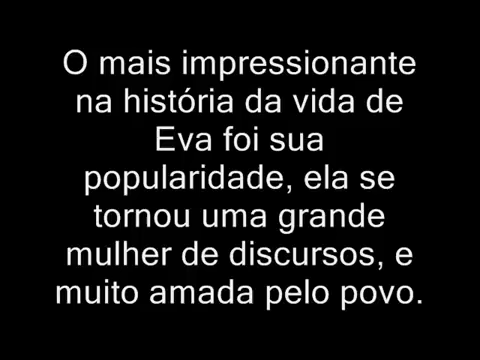 O mais impressionante
na história da vida de
Eva foi sua
popularidade, ela se
tornou uma grande
mulher de discursos, e
muito amada pelo povo.